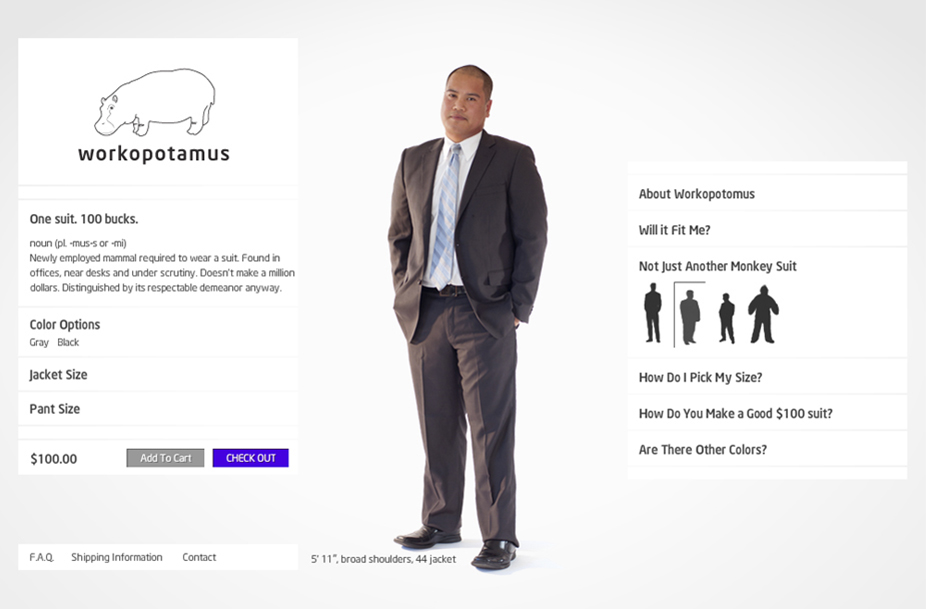 workopotamus
One suit. 100 bucks.
noun (pl. -mus-s or -mi)
Newly employed mammal required to wear a suit. Found in
offices, near desks and under scrutiny. Doesn't make a million
dollars. Distinguished by its respectable demeanor anyway.
Color Options
Gray Black
Jacket Size
Pant Size
$100.00 Add To Cart CHECK OUT
F.A.Q. Shipping Information Contact
5' 11", broad shoulders, 44 jacket
About Workopotomus
Will it Fit Me?
Not Just Another Monkey Suit
How Do I Pick My Size?
How Do You Make a Good $100 suit?
Are There Other Colors?